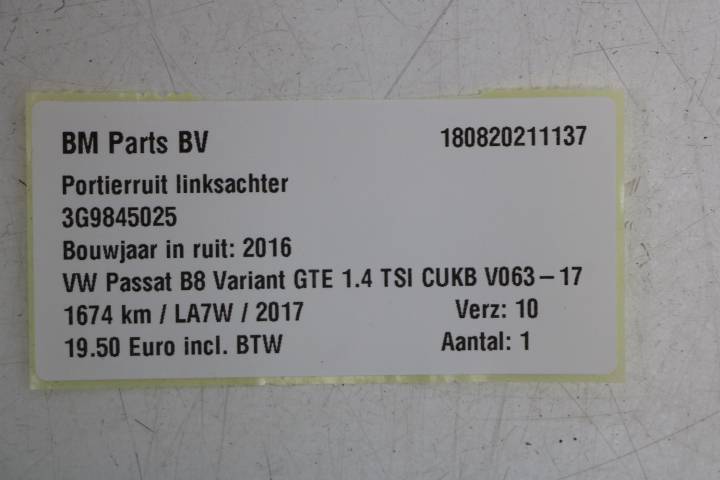 BM Parts BV 180820211137
Portierruit linksachter
3G9845025
Bouwjaar in ruit: 2016
VW Passat B8 Variant GTE 1.4 TSI CUKB V063-17
1674 km / LA7W / 2017 Verz: 10
19.50 Euro incl. BTW Aantal: 1